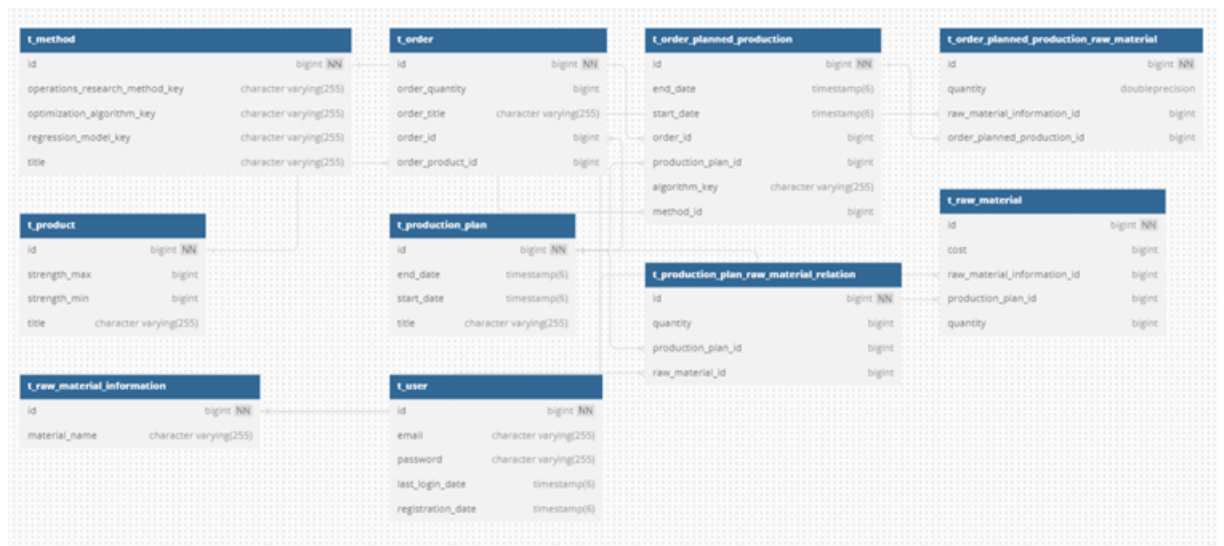 t_method
id bigint NN
operations_research_method_key character varying(255)
optimization_algorithm_key character varying(255)
regression_model_key character varying(255)
title character varying(255)
t_order
id bigint NN
order_quantity bigint
order_title character varying(255)
order_id bigint
order_product_id bigint
t_order_planned_production
id bigint NN
end_date timestamp(6)
start_date timestamp(6)
order_id bigint
production_plan_id bigint
algorithm_key character varying(255)
method_id bigint
t_order_planned_production_raw_material
id bigint NN
quantity doubleprecision
raw_material_information_id bigint
order_planned_production_id bigint
t_product
id bigint NN
strength_max bigint
strength_min bigint
title character varying(255)
t_production_plan
id bigint NN
end_date timestamp(6)
start_date timestamp(6)
title character varying(255)
t_production_plan_raw_material_relation
id bigint NN
quantity bigint
production_plan_id bigint
raw_material_id bigint
t_raw_material
id bigint NN
cost bigint
raw_material_information_id bigint
production_plan_id bigint
quantity bigint
t_raw_material_information
id bigint NN
material_name character varying(255)
t_user
id bigint NN
email character varying(255)
password character varying(255)
last_login_date timestamp(6)
registration_date timestamp(6)